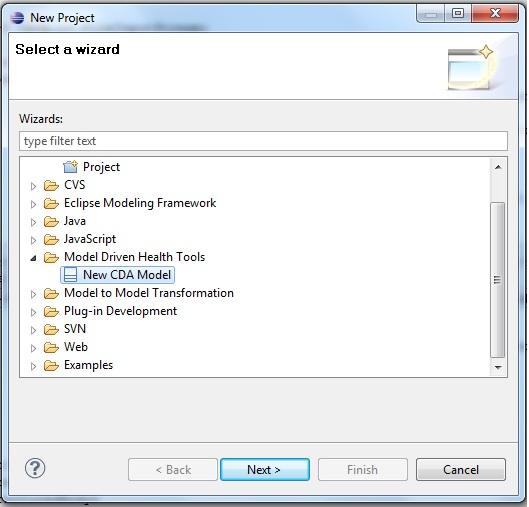 New Project
Select a wizard
Wizards:
type filter text
Project
CVS
Eclipse Modeling Framework
Java
JavaScript
Model Driven Health Tools
New CDA Model
Model to Model Transformation
Plug-in Development
SVN
Web
Examples
?
< Back
Next >
Finish
Cancel